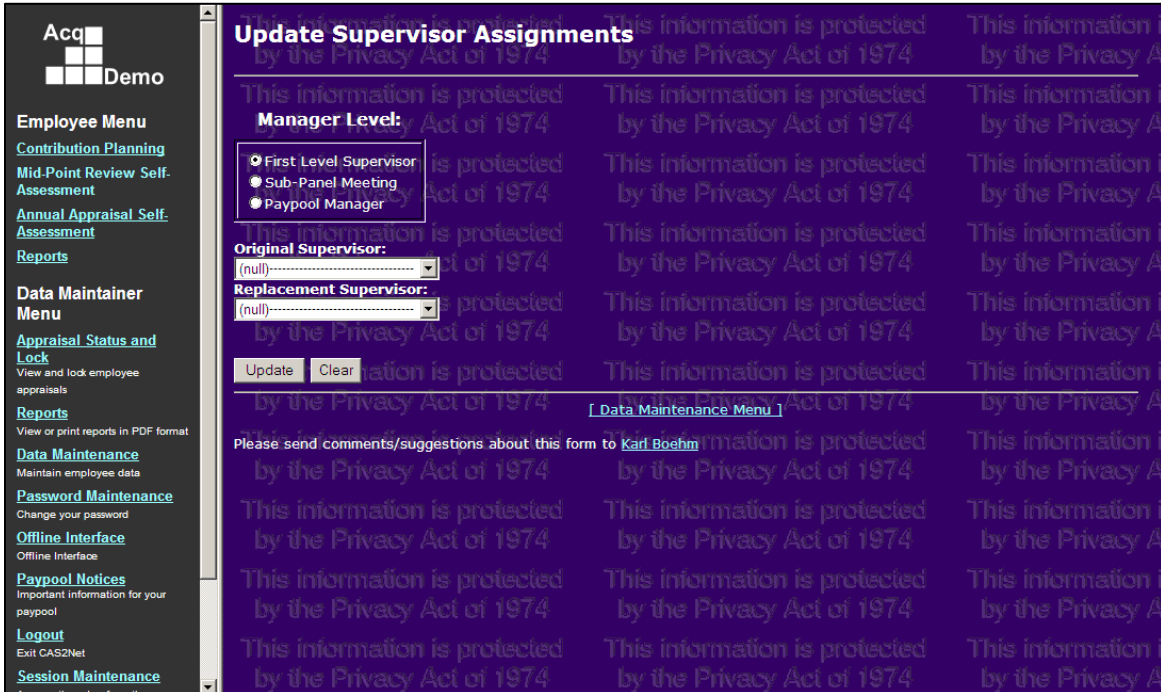 Acq
Demo
Employee Menu
Contribution Planning
Mid-Point Review Self-
Assessment
Annual Appraisal Self-
Assessment
Reports
Data Maintainer
Menu
Appraisal Status and
Lock
View and lock employee
appraisals
Reports
View or print reports in PDF format
Data Maintenance
Maintain employee data
Password Maintenance
Change your password
Offline Interface
Offline Interface
Paypool Notices
Important information for your
paypool
Logout
Exit CAS2Net
Session Maintenance
Update Supervisor Assignments
Manager Level:
First Level Supervisor
Sub-Panel Meeting
Paypool Manager
Original Supervisor:
(null)----------------------------------
Replacement Supervisor:
(null)----------------------------------
Update Clear
[ Data Maintenance Menu ]
Please send comments/suggestions about this form to Karl Boehm
This information is protected
by the Privacy Act of 1974